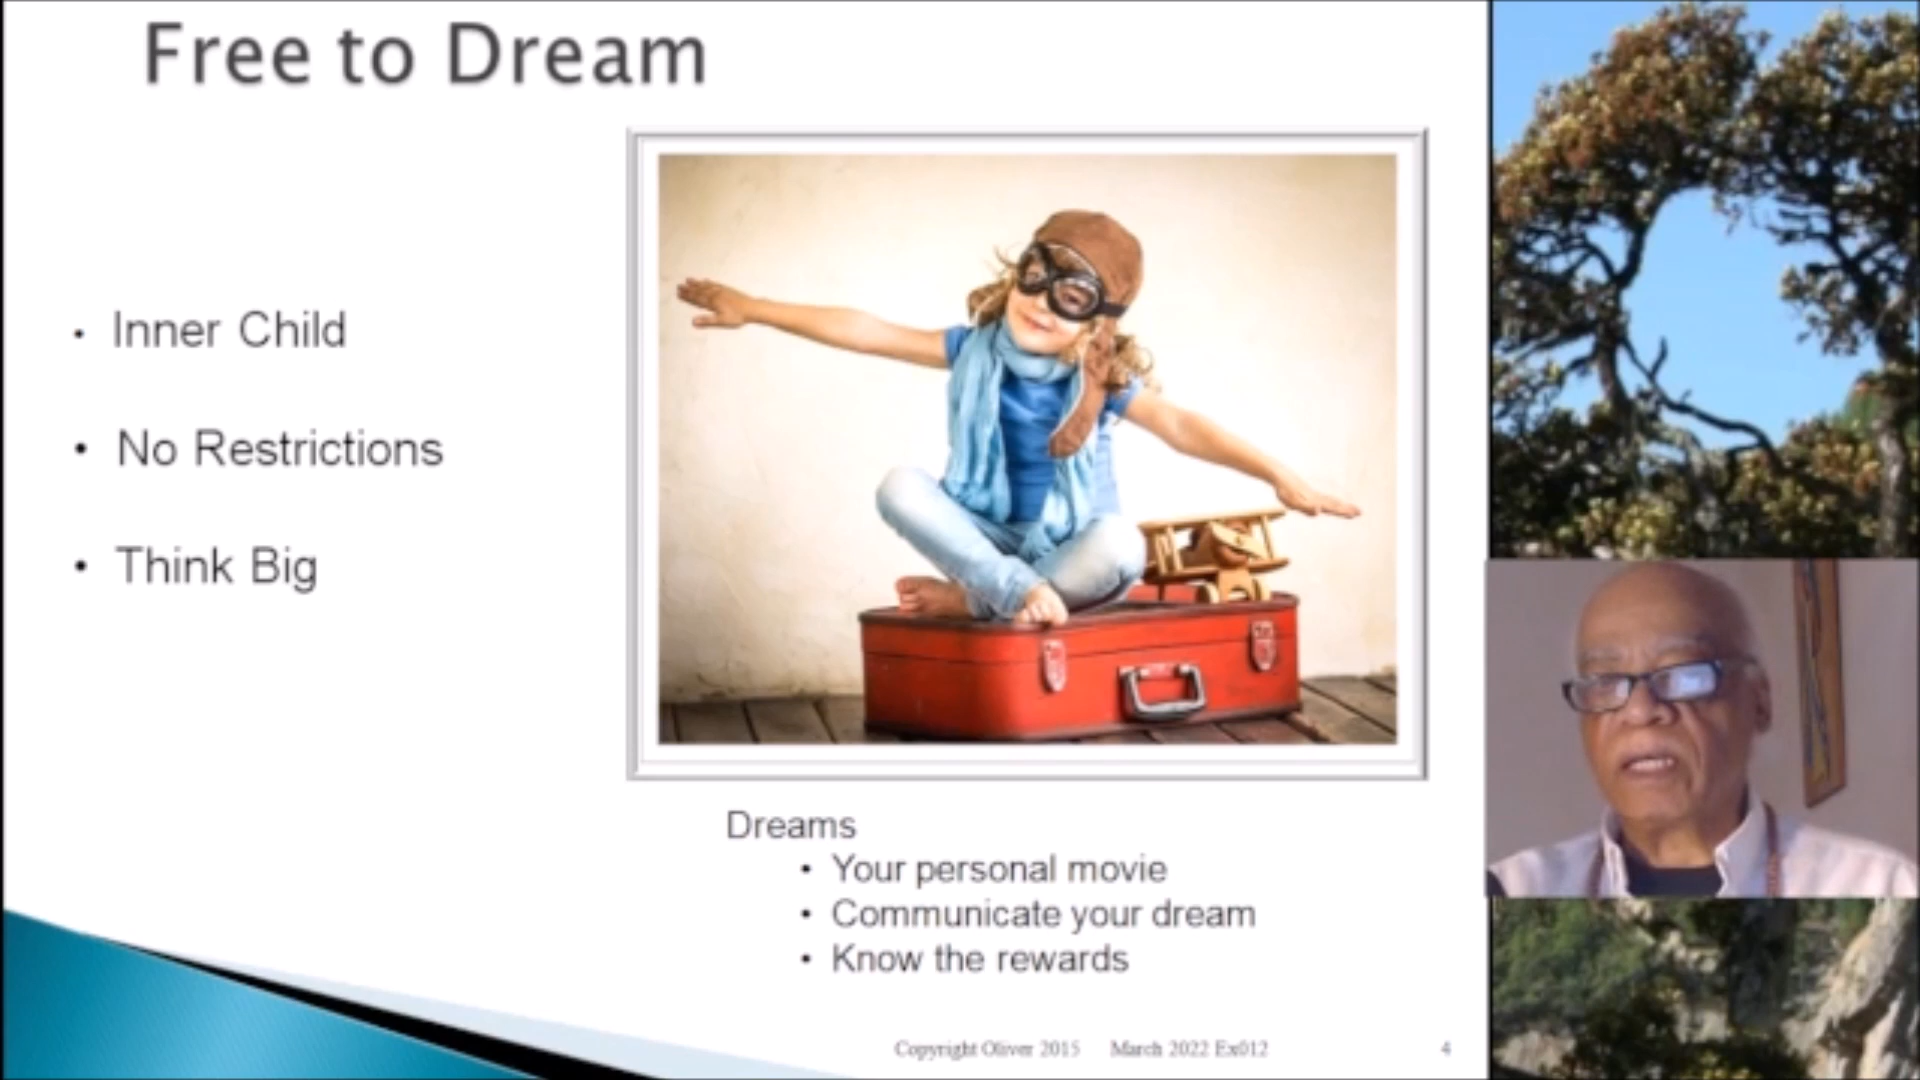 Free to Dream
• Inner Child
• No Restrictions
• Think Big
Dreams
• Your personal movie
• Communicate your dream
• Know the rewards
Copyright Oliver 2015 March 2022 Ex012 4